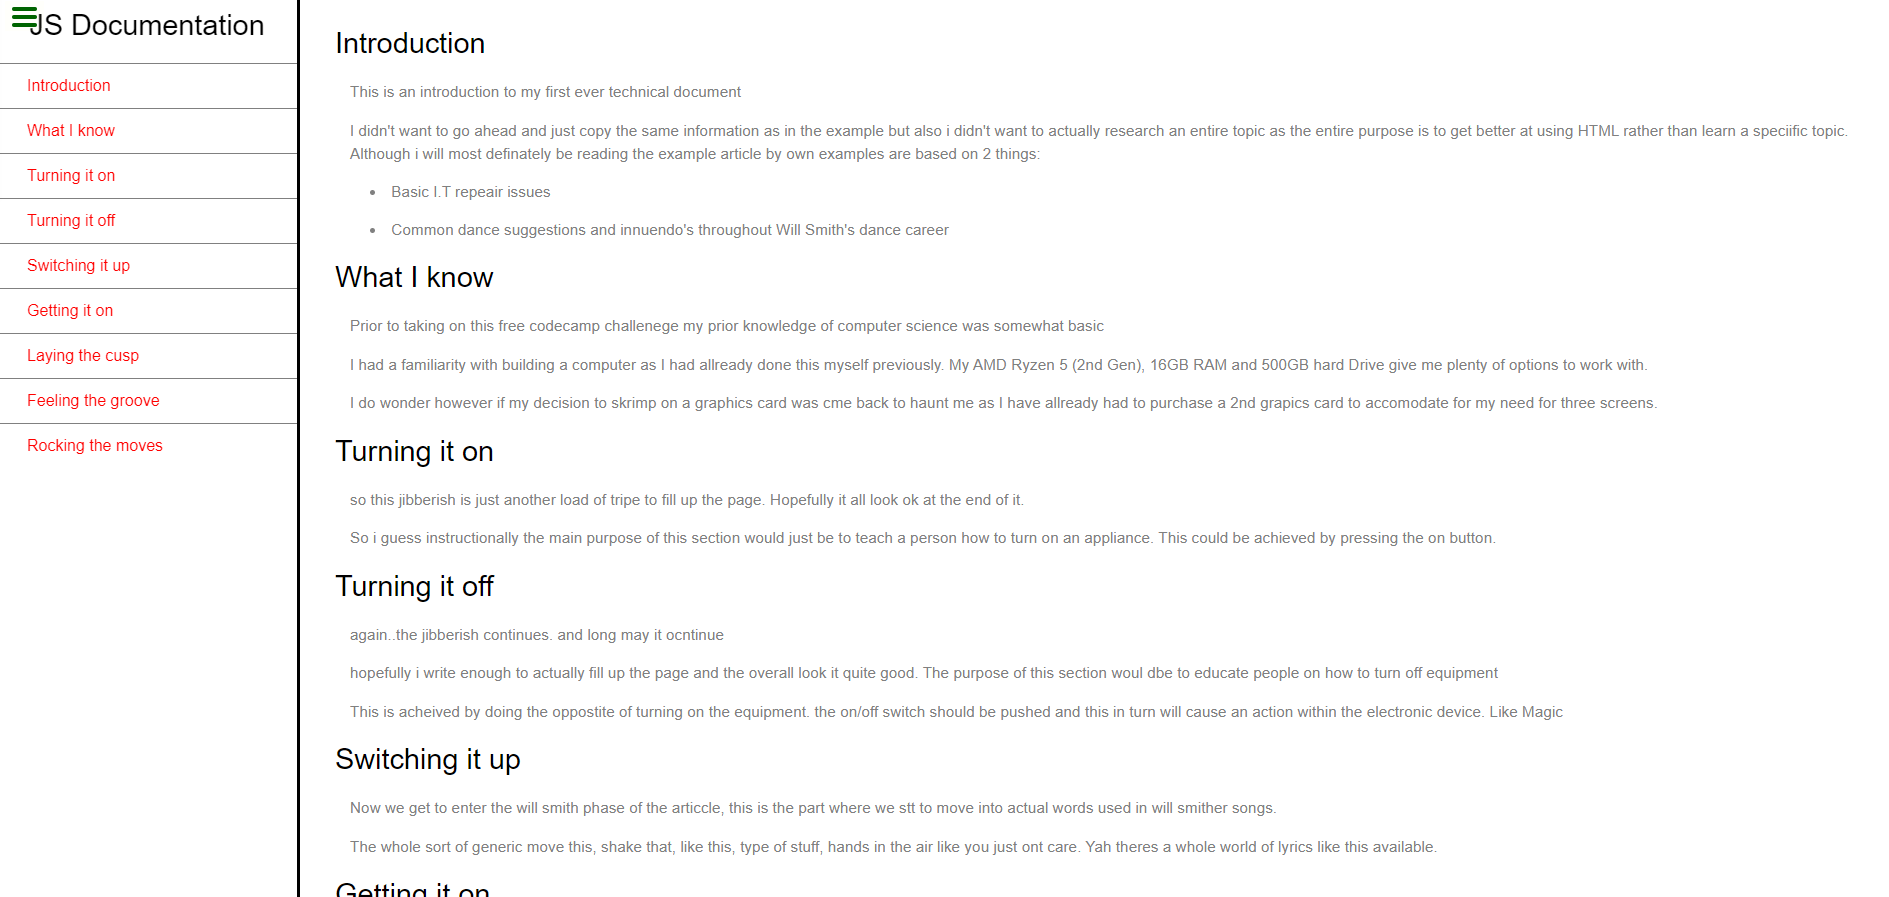 JS Documentation
Introduction
What I know
Turning it on
Turning it off
Switching it up
Getting it on
Laying the cusp
Feeling the groove
Rocking the moves
Introduction
This is an introduction to my first ever technical document
I didn't want to go ahead and just copy the same information as in the example but also i didn't want to actually research an entire topic as the entire purpose is to get better at using HTML rather than learn a speciific topic.
Although i will most definately be reading the example article by own examples are based on 2 things:
• Basic I.T repeair issues
• Common dance suggestions and innuendo's throughout Will Smith's dance career
What I know
Prior to taking on this free codecamp challenege my prior knowledge of computer science was somewhat basic
I had a familiarity with building a computer as I had allready done this myself previously. My AMD Ryzen 5 (2nd Gen), 16GB RAM and 500GB hard Drive give me plenty of options to work with.
I do wonder however if my decision to skrimp on a graphics card was cme back to haunt me as I have allready had to purchase a 2nd grapics card to accomodate for my need for three screens.
Turning it on
so this jibberish is just another load of tripe to fill up the page. Hopefully it all look ok at the end of it.
So i guess instructionally the main purpose of this section would just be to teach a person how to turn on an appliance. This could be achieved by pressing the on button.
Turning it off
again..the jibberish continues. and long may it ocntinue
hopefully i write enough to actually fill up the page and the overall look it quite good. The purpose of this section woul dbe to educate people on how to turn off equipment
This is acheived by doing the oppostite of turning on the equipment. the on/off switch should be pushed and this in turn will cause an action within the electronic device. Like Magic
Switching it up
Now we get to enter the will smith phase of the articcle, this is the part where we stt to move into actual words used in will smither songs.
The whole sort of generic move this, shake that, like this, type of stuff, hands in the air like you just ont care. Yah theres a whole world of lyrics like this available.
Getting it on